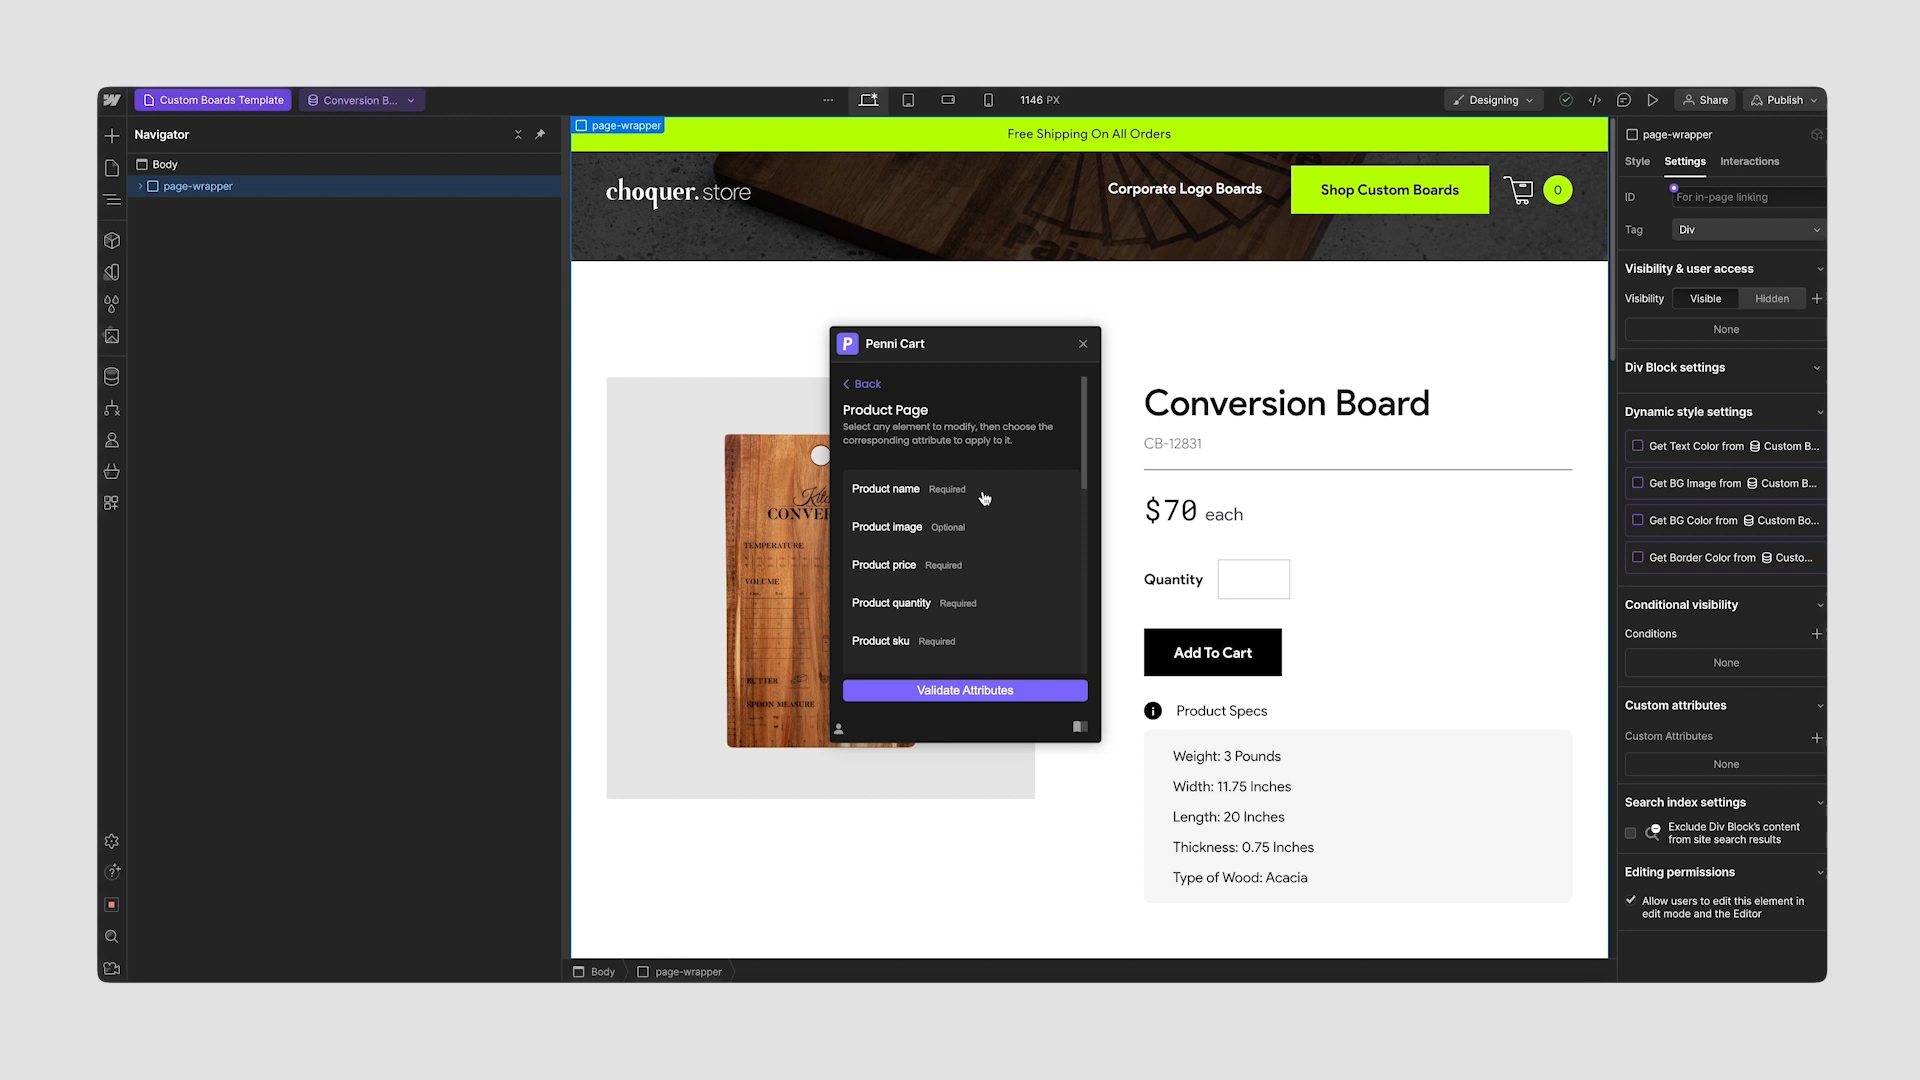 Custom Boards Template
Conversion B...
1146 PX
Designing
Share
Publish
Navigator
Body
page-wrapper
page-wrapper
Free Shipping On All Orders
choquer.store
Corporate Logo Boards
Shop Custom Boards
0
Penni Cart
Back
Product Page
Select any element to modify, then choose the
corresponding attribute to apply to it.
Product name Required
Product image Optional
Product price Required
Product quantity Required
Product sku Required
Validate Attributes
TEMPERATURE
VOLUME
BUTTER
SPOON MEASURE
Conversion Board
CB-12831
$70 each
Quantity
Add To Cart
Product Specs
Weight: 3 Pounds
Width: 11.75 Inches
Length: 20 Inches
Thickness: 0.75 Inches
Type of Wood: Acacia
Body
page-wrapper
page-wrapper
Style Settings Interactions
ID For in-page linking
Tag Div
Visibility & user access
Visibility Visible Hidden
None
Div Block settings
Dynamic style settings
Get Text Color from Custom B...
Get BG Image from Custom B...
Get BG Color from Custom Bo...
Get Border Color from Custo...
Conditional visibility
Conditions
None
Custom attributes
Custom Attributes
None
Search index settings
Exclude Div Block's content
from site search results
Editing permissions
Allow users to edit this element in
edit mode and the Editor